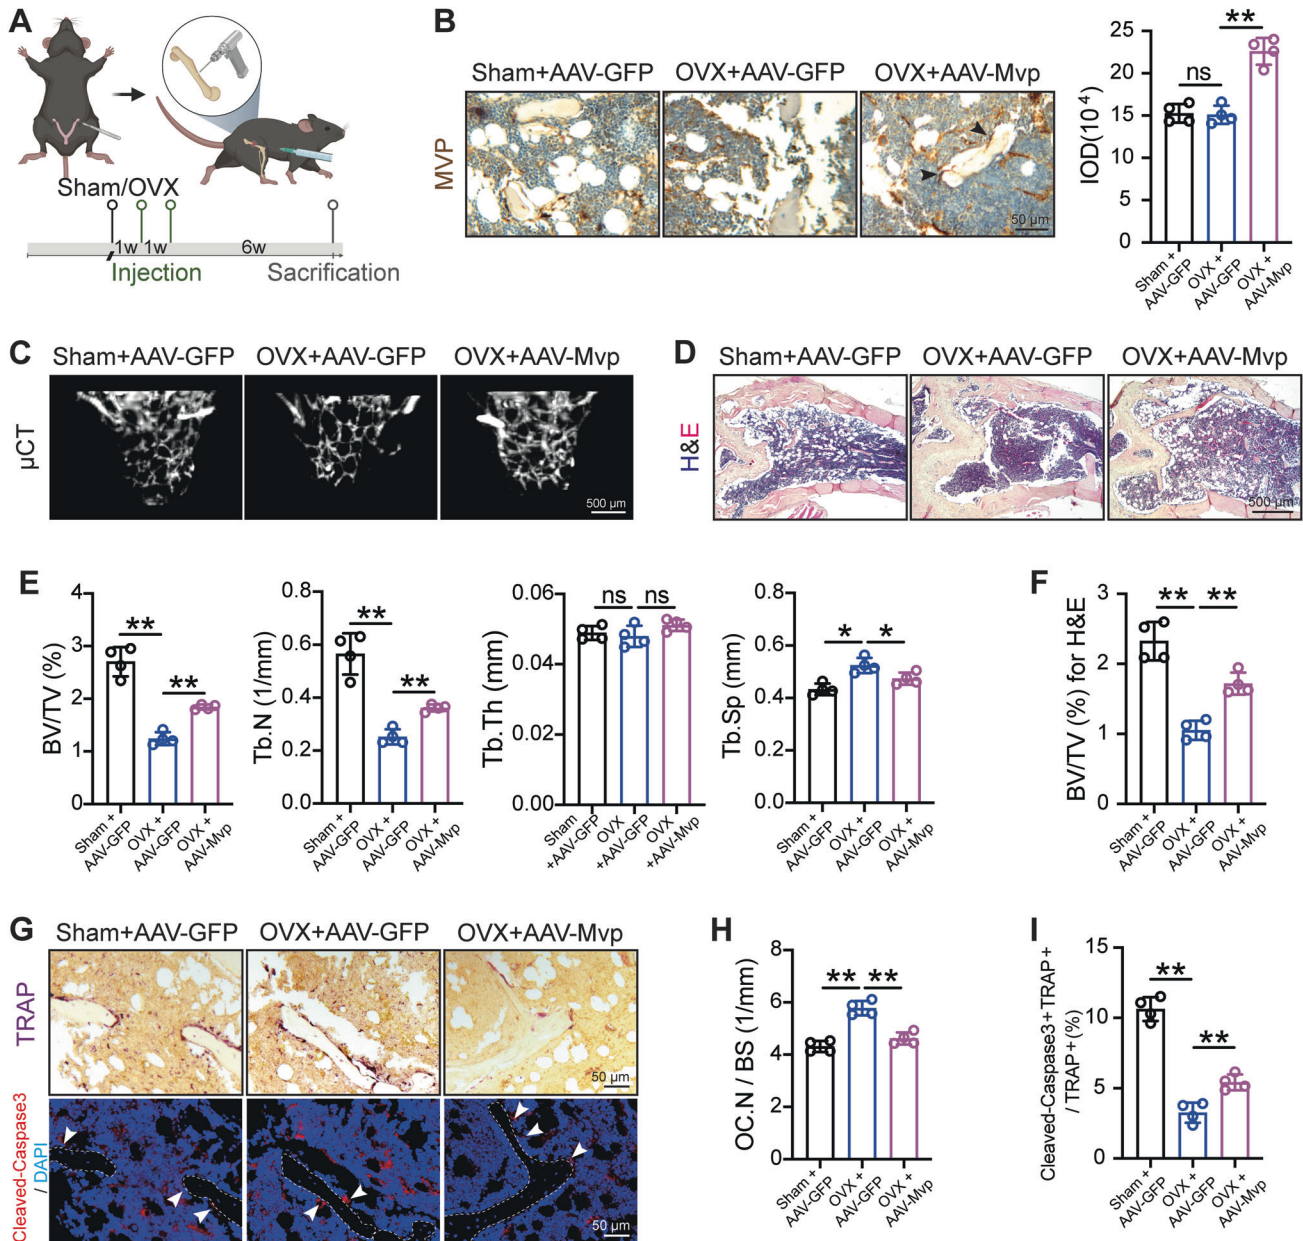 A
Sham/OVX
1w 1w 6w
Injection
Sacrification
B
Sham+AAV-GFP OVX+AAV-GFP OVX+AAV-Mvp
MVP
50 µm
IOD(10⁴)
25
20
15
10
5
0
ns
**
Sham +
AAV-GFP
OVX +
AAV-GFP
OVX +
AAV-Mvp
C
Sham+AAV-GFP OVX+AAV-GFP OVX+AAV-Mvp
µCT
500 µm
D
Sham+AAV-GFP OVX+AAV-GFP OVX+AAV-Mvp
H&E
500 µm
E
BV/TV (%)
4
3
2
1
0
**
**
Sham +
AAV-GFP
OVX +
AAV-GFP
OVX +
AAV-Mvp
Tb.N (1/mm)
0.8
0.6
0.4
0.2
0.0
**
**
Sham +
AAV-GFP
OVX +
AAV-GFP
OVX +
AAV-Mvp
Tb.Th (mm)
0.06
0.04
0.02
0.00
ns ns
Sham
+AAV-GFP
OVX
+AAV-GFP
OVX
+AAV-Mvp
Tb.Sp (mm)
0.8
0.6
0.4
0.2
0.0
* *
Sham +
AAV-GFP
OVX +
AAV-GFP
OVX +
AAV-Mvp
F
BV/TV (%) for H&E
3
2
1
0
** **
Sham +
AAV-GFP
OVX +
AAV-GFP
OVX +
AAV-Mvp
G
Sham+AAV-GFP OVX+AAV-GFP OVX+AAV-Mvp
TRAP
50 µm
Cleaved-Caspase3
/ DAPI
50 µm
H
OC.N / BS (1/mm)
8
6
4
2
0
** **
Sham +
AAV-GFP
OVX +
AAV-GFP
OVX +
AAV-Mvp
I
Cleaved-Caspase3+ TRAP+
/ TRAP+(%)
15
10
5
0
**
**
Sham +
AAV-GFP
OVX +
AAV-GFP
OVX +
AAV-Mvp